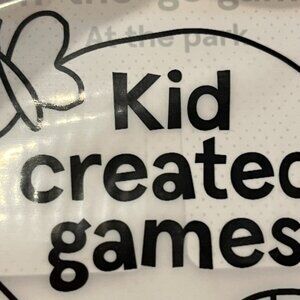 At the park
Kid
created
games